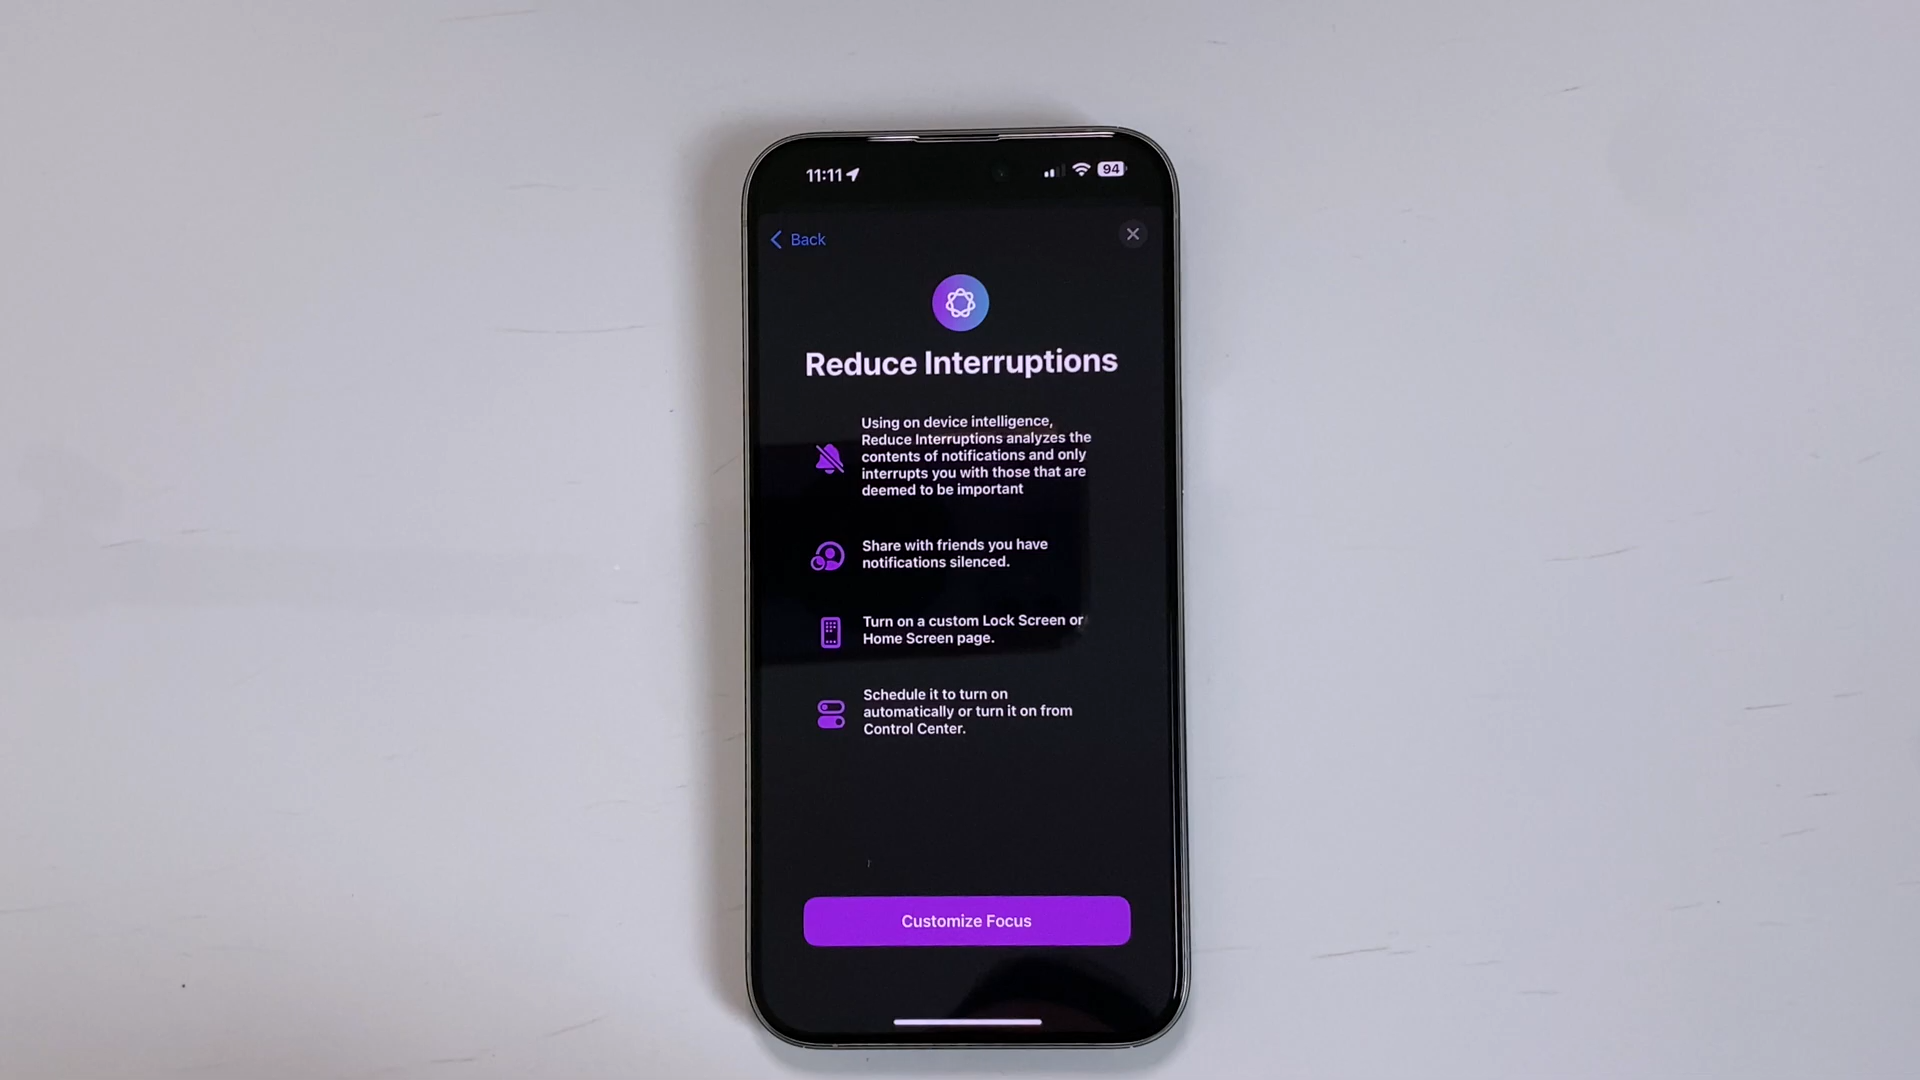 11:11
94
Back
Reduce Interruptions
Using on device intelligence,
Reduce Interruptions analyzes the
contents of notifications and only
interrupts you with those that are
deemed to be important
Share with friends you have
notifications silenced.
Turn on a custom Lock Screen or
Home Screen page.
Schedule it to turn on
automatically or turn it on from
Control Center.
Customize Focus